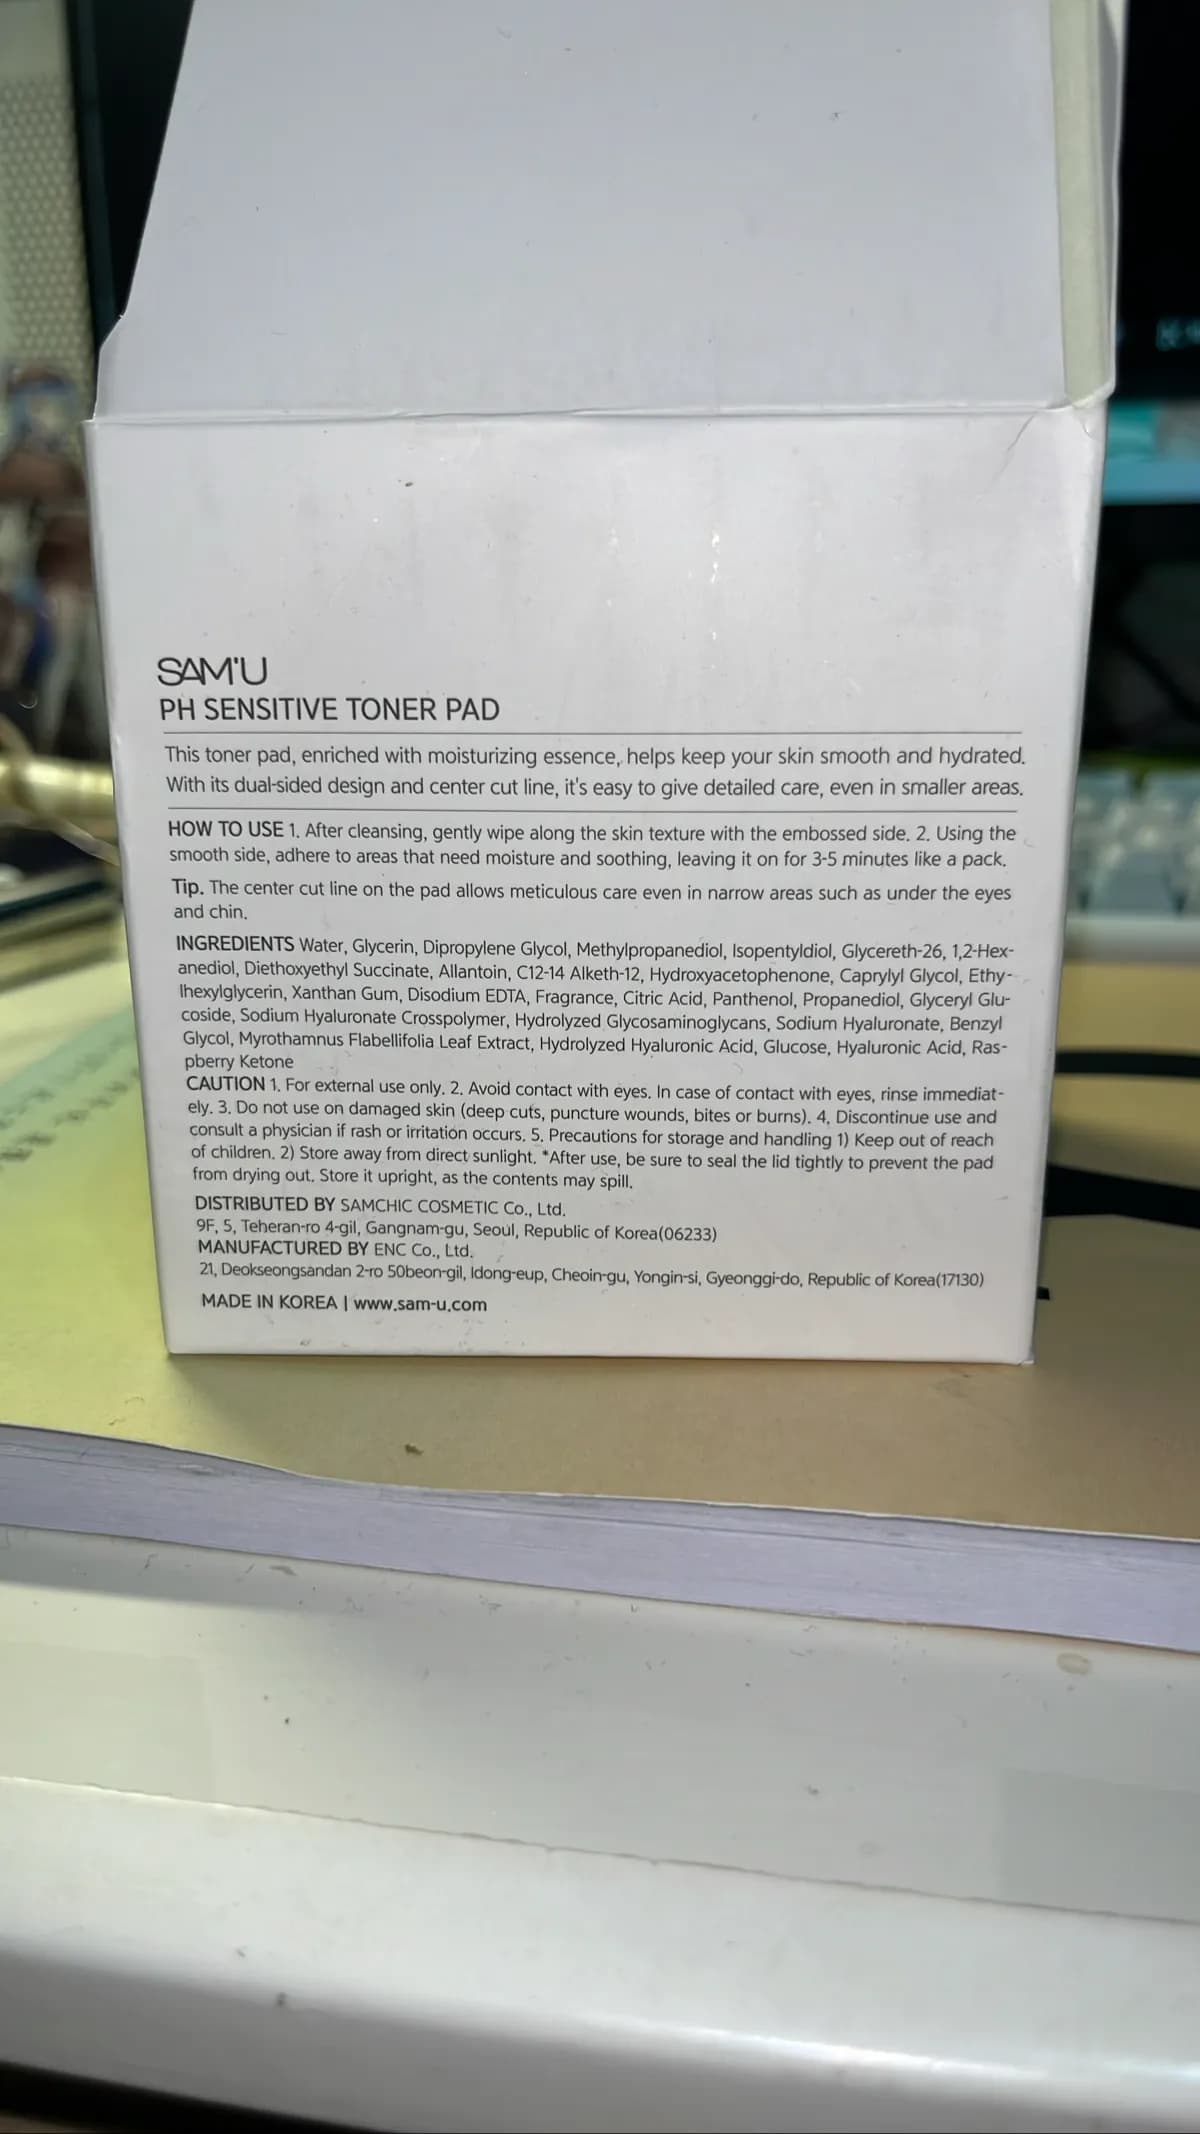 SAM'U
PH SENSITIVE TONER PAD
This toner pad, enriched with moisturizing essence, helps keep your skin smooth and hydrated.
With its dual-sided design and center cut line, it's easy to give detailed care, even in smaller areas.
HOW TO USE 1. After cleansing, gently wipe along the skin texture with the embossed side. 2. Using the
smooth side, adhere to areas that need moisture and soothing, leaving it on for 3-5 minutes like a pack.
Tip. The center cut line on the pad allows meticulous care even in narrow areas such as under the eyes
and chin.
INGREDIENTS Water, Glycerin, Dipropylene Glycol, Methylpropanediol, Isopentyldiol, Glycereth-26, 1,2-Hex-
anediol, Diethoxyethyl Succinate, Allantoin, C12-14 Alketh-12, Hydroxyacetophenone, Caprylyl Glycol, Ethy-
lhexylglycerin, Xanthan Gum, Disodium EDTA, Fragrance, Citric Acid, Panthenol, Propanediol, Glyceryl Glu-
coside, Sodium Hyaluronate Crosspolymer, Hydrolyzed Glycosaminoglycans, Sodium Hyaluronate, Benzyl
Glycol, Myrothamnus Flabellifolia Leaf Extract, Hydrolyzed Hyaluronic Acid, Glucose, Hyaluronic Acid, Ras-
pberry Ketone
CAUTION 1. For external use only. 2. Avoid contact with eyes. In case of contact with eyes, rinse immediat-
ely. 3. Do not use on damaged skin (deep cuts, puncture wounds, bites or burns). 4. Discontinue use and
consult a physician if rash or irritation occurs. 5. Precautions for storage and handling 1) Keep out of reach
of children. 2) Store away from direct sunlight. *After use, be sure to seal the lid tightly to prevent the pad
from drying out. Store it upright, as the contents may spill.
DISTRIBUTED BY SAMCHIC COSMETIC Co., Ltd.
9F, 5, Teheran-ro 4-gil, Gangnam-gu, Seoul, Republic of Korea(06233)
MANUFACTURED BY ENC Co., Ltd.
21, Deokseongsandan 2-ro 50beon-gil, Idong-eup, Cheoin-gu, Yongin-si, Gyeonggi-do, Republic of Korea(17130)
MADE IN KOREA | www.sam-u.com